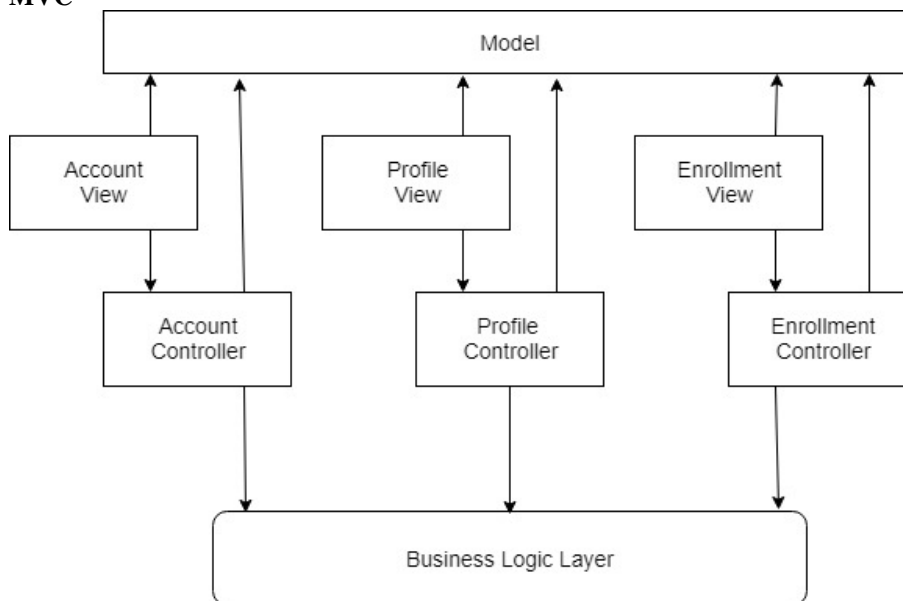 MVC
Model
Account
View
Profile
View
Enrollment
View
Account
Controller
Profile
Controller
Enrollment
Controller
Business Logic Layer